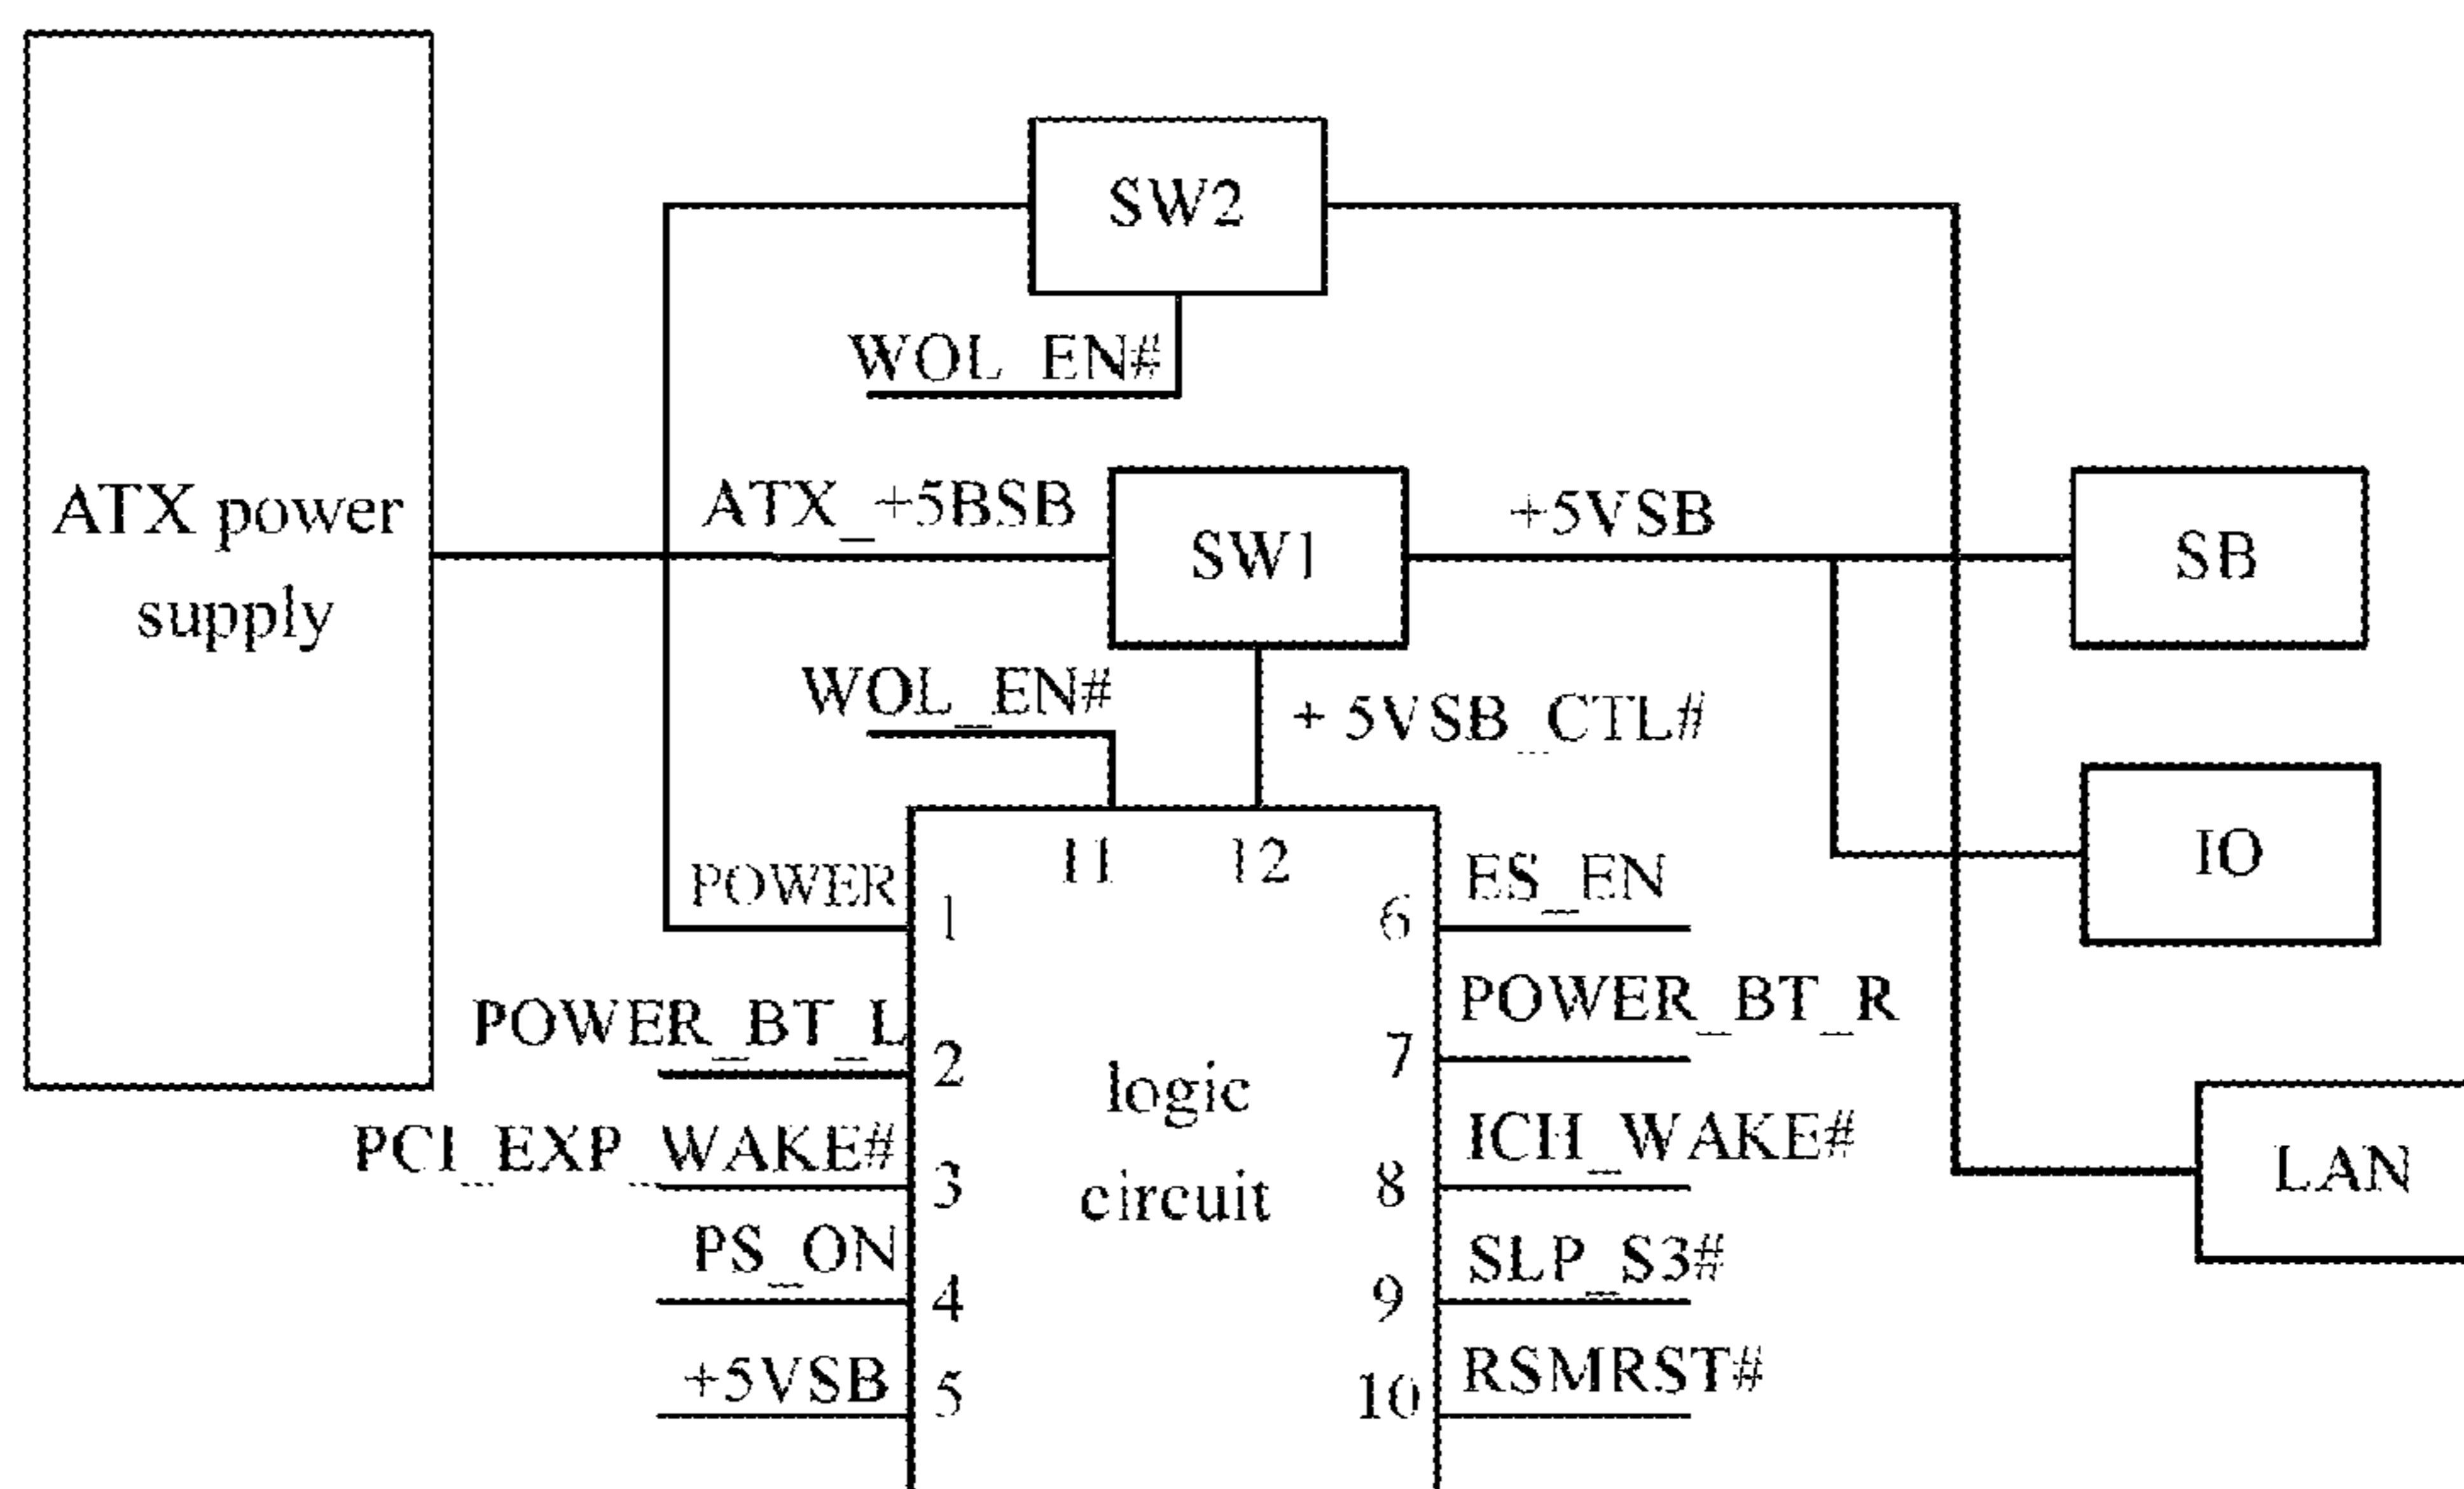 SW2
WOL_EN#
ATX power
supply
ATX_+5BSB
SW1
+5VSB
SB
WOL_EN#
+ 5VSB_CTL#
11
12
IO
POWER
1
6
ES_EN
POWER_BT_L
2
7
POWER_BT_R
logic
circuit
PCI_EXP_WAKE#
3
8
ICH_WAKE#
LAN
PS_ON
4
9
SLP_S3#
+5VSB
5
10
RSMRST#